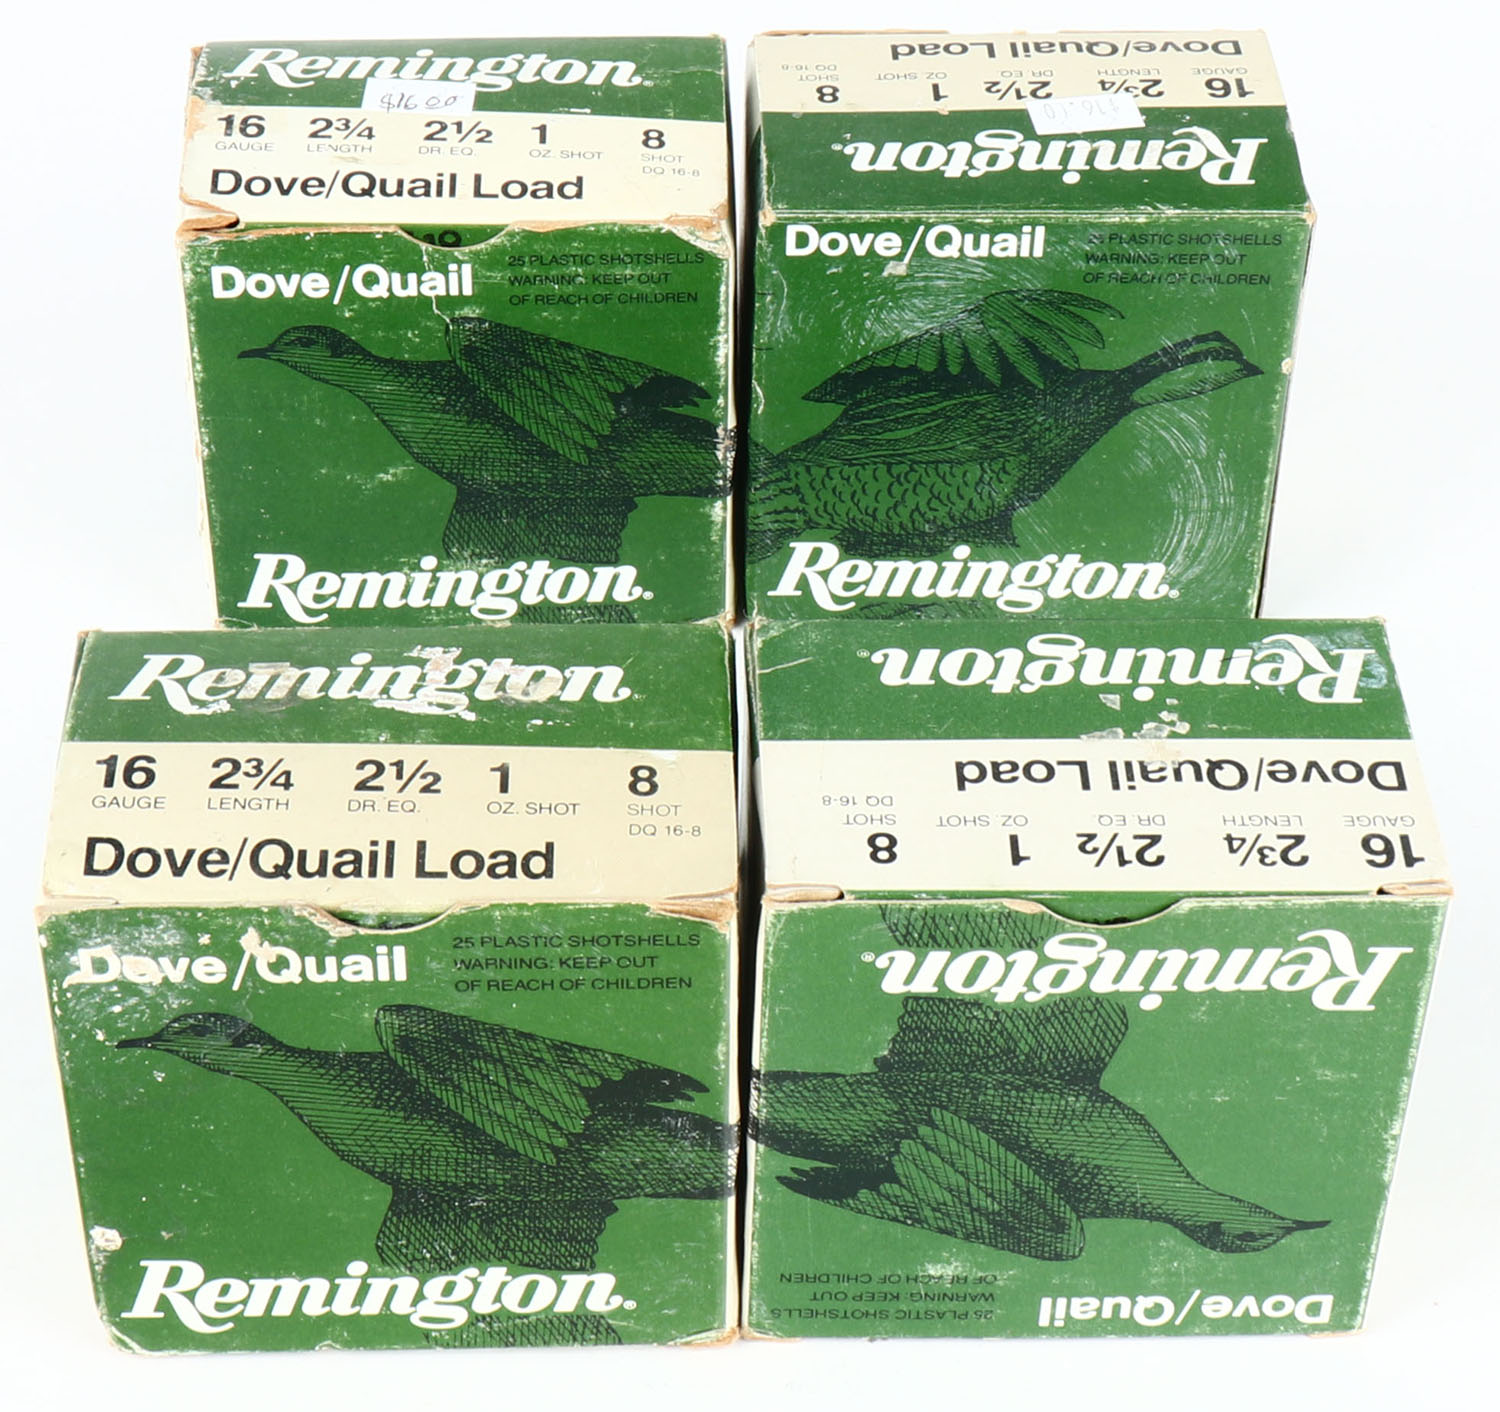 Remington®
$16.00
16 2¾ 2½ 1 8
GAUGE LENGTH DR. EQ. OZ. SHOT SHOT
DQ 16-8
Dove/Quail Load
Dove/Quail
25 PLASTIC SHOTSHELLS
WARNING: KEEP OUT
OF REACH OF CHILDREN
Remington®
Remington®
16 2¾ 2½ 1 8
GAUGE LENGTH DR. EQ. OZ. SHOT SHOT
DQ 16-8
Dove/Quail Load
Dove/Quail
25 PLASTIC SHOTSHELLS
WARNING: KEEP OUT
OF REACH OF CHILDREN
Remington®
Remington
16 2¾ 2½ 1 8
GAUGE LENGTH DR. EQ. OZ. SHOT SHOT
DQ 16-8
Dove/Quail Load
Dove/Quail
25 PLASTIC SHOTSHELLS
WARNING: KEEP OUT
OF REACH OF CHILDREN
Remington®
16 2¾ 2½ 1 8
GAUGE LENGTH DR. EQ. OZ. SHOT SHOT
DQ 16-8
Dove/Quail Load
Remington®
Dove/Quail
25 PLASTIC SHOTSHELLS
WARNING: KEEP OUT
OF REACH OF CHILDREN
Remington®